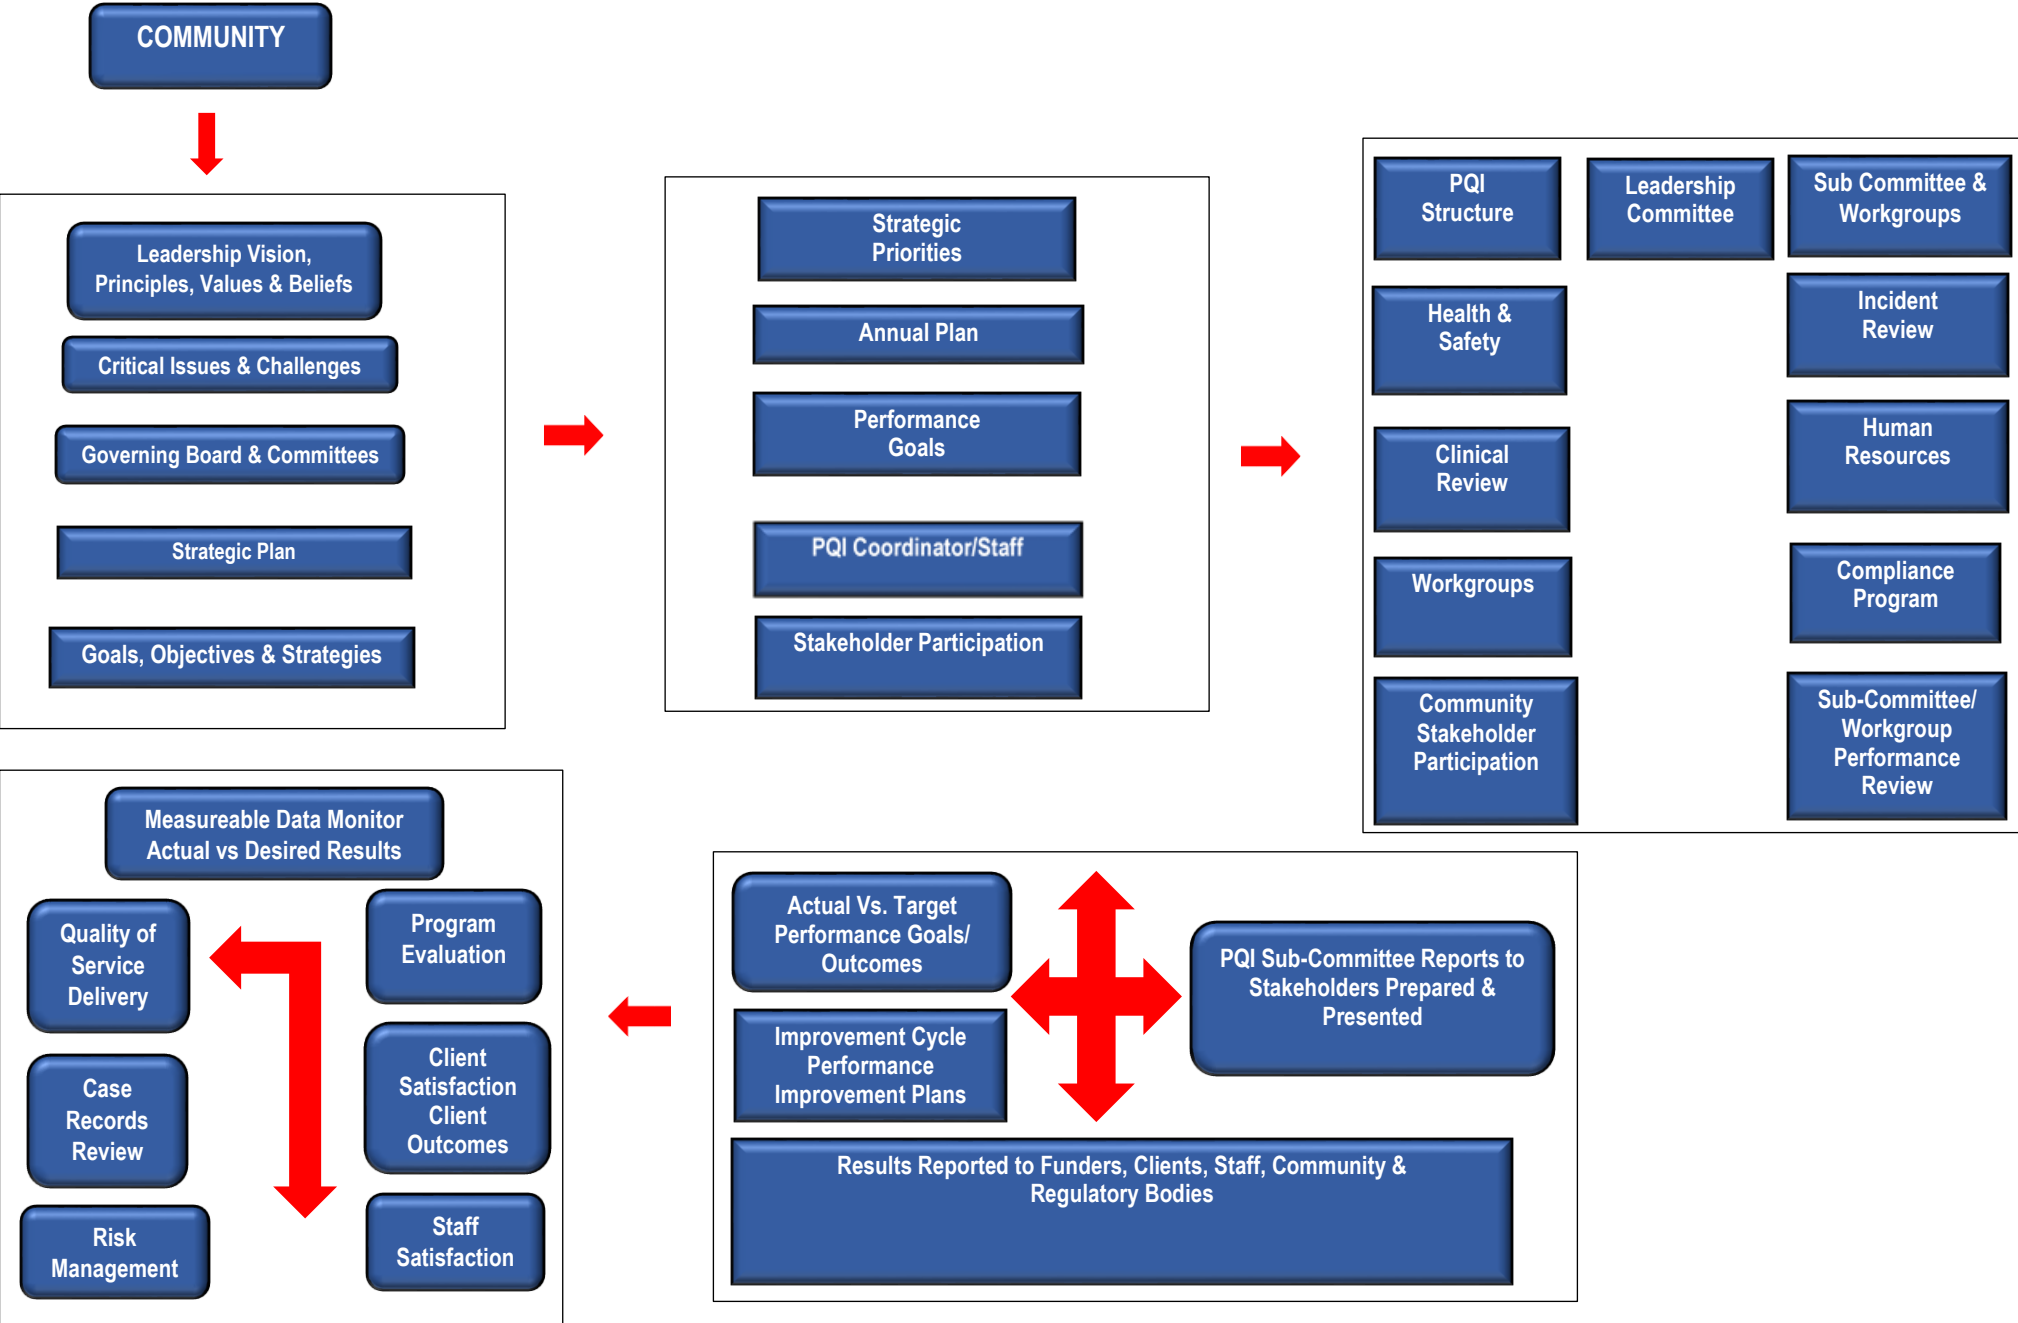 COMMUNITY
Leadership Vision,
Principles, Values & Beliefs
Critical Issues & Challenges
Governing Board & Committees
Strategic Plan
Goals, Objectives & Strategies
Strategic
Priorities
Annual Plan
Performance
Goals
PQI Coordinator/Staff
Stakeholder Participation
PQI
Structure
Leadership
Committee
Sub Committee &
Workgroups
Health &
Safety
Incident
Review
Clinical
Review
Human
Resources
Workgroups
Compliance
Program
Community
Stakeholder
Participation
Sub-Committee/
Workgroup
Performance
Review
Measureable Data Monitor
Actual vs Desired Results
Quality of
Service
Delivery
Program
Evaluation
Case
Records
Review
Client
Satisfaction
Client
Outcomes
Risk
Management
Staff
Satisfaction
Actual Vs. Target
Performance Goals/
Outcomes
PQI Sub-Committee Reports to
Stakeholders Prepared &
Presented
Improvement Cycle
Performance
Improvement Plans
Results Reported to Funders, Clients, Staff, Community &
Regulatory Bodies